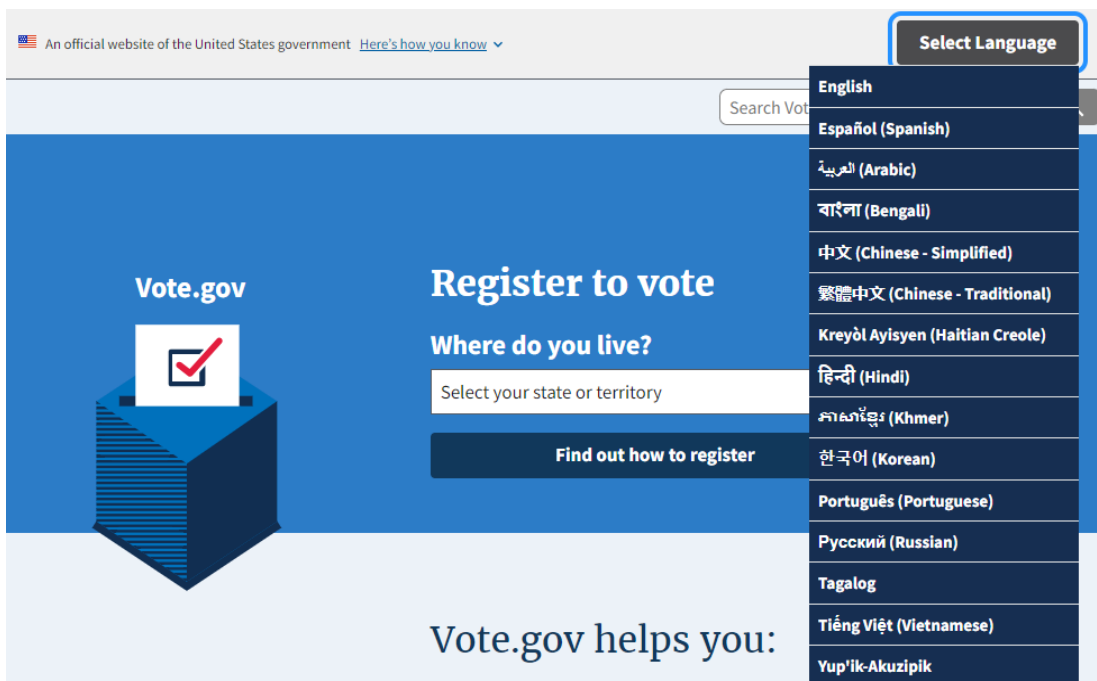 An official website of the United States government Here's how you know
Select Language
English
Español (Spanish)
العربية (Arabic)
বাংলা (Bengali)
中文 (Chinese - Simplified)
繁體中文 (Chinese - Traditional)
Kreyòl Ayisyen (Haitian Creole)
हिन्दी (Hindi)
ភាសាខ្មែរ (Khmer)
한국어 (Korean)
Português (Portuguese)
Русский (Russian)
Tagalog
Tiếng Việt (Vietnamese)
Yup'ik-Akuzipik
Search Vot
Vote.gov
Register to vote
Where do you live?
Select your state or territory
Find out how to register
Vote.gov helps you: